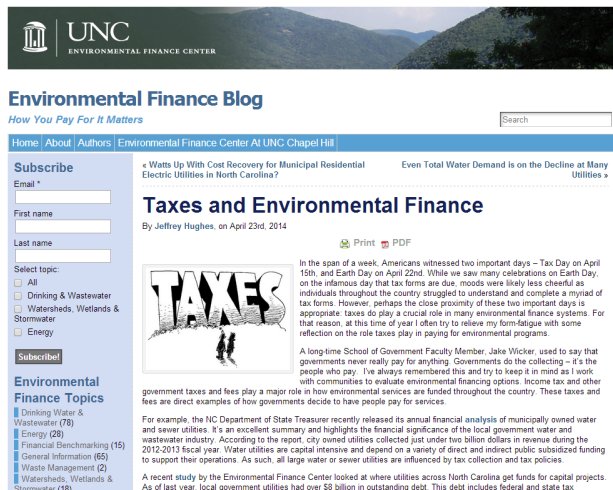 UNC
ENVIRONMENTAL FINANCE CENTER
Environmental Finance Blog
How You Pay For It Matters
Search
Home About Authors Environmental Finance Center At UNC Chapel Hill
Subscribe
Email *
First name
Last name
Select topic:
All
Drinking & Wastewater
Watersheds, Wetlands &
Stormwater
Energy
Subscribe!
Environmental
Finance Topics
Drinking Water &
Wastewater (78)
Energy (28)
Financial Benchmarking (15)
General Information (65)
Waste Management (2)
Watersheds, Wetlands &
Stormwater (18)
« Watts Up With Cost Recovery for Municipal Residential
Electric Utilities in North Carolina?
Even Total Water Demand is on the Decline at Many
Utilities »
Taxes and Environmental Finance
By Jeffrey Hughes, on April 23rd, 2014
Print PDF
TAXES
In the span of a week, Americans witnessed two important days – Tax Day on April
15th, and Earth Day on April 22nd. While we saw many celebrations on Earth Day,
on the infamous day that tax forms are due, moods were likely less cheerful as
individuals throughout the country struggled to understand and complete a myriad of
tax forms. However, perhaps the close proximity of these two important days is
appropriate: taxes do play a crucial role in many environmental finance systems. For
that reason, at this time of year I often try to relieve my form-fatigue with some
reflection on the role taxes play in paying for environmental programs.
A long-time School of Government Faculty Member, Jake Wicker, used to say that
governments never really pay for anything. Governments do the collecting – it's the
people who pay. I've always remembered this and try to keep it in mind as I work
with communities to evaluate environmental financing options. Income tax and other
government taxes and fees play a major role in how environmental services are funded throughout the country. These taxes and
fees are direct examples of how governments decide to have people pay for services.
For example, the NC Department of State Treasurer recently released its annual financial analysis of municipally owned water
and sewer utilities. It's an excellent summary and highlights the financial significance of the local government water and
wastewater industry. According to the report, city owned utilities collected just under two billion dollars in revenue during the
2012-2013 fiscal year. Water utilities are capital intensive and depend on a variety of direct and indirect public subsidized funding
to support their operations. As such, all large water or sewer utilities are influenced by tax collection and tax policies.
A recent study by the Environmental Finance Center looked at where utilities across North Carolina get funds for capital projects.
As of last year, local government utilities had over $8 billion in outstanding debt. This debt includes federal and state tax